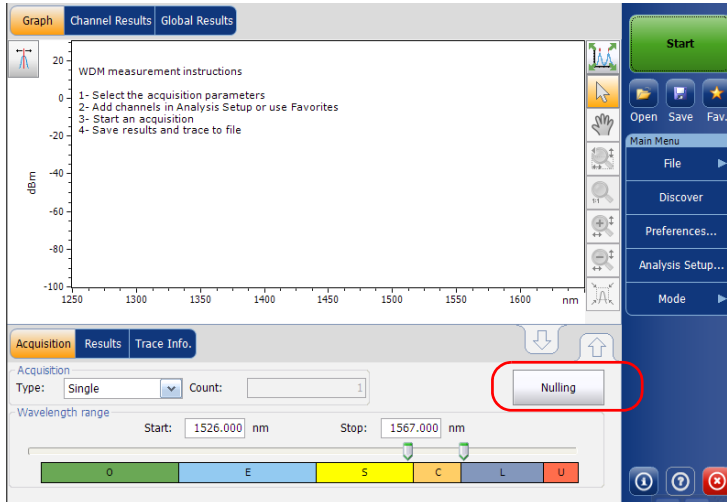 Graph Channel Results Global Results
Start
20
WDM measurement instructions
0
1- Select the acquisition parameters
2- Add channels in Analysis Setup or use Favorites
3- Start an acquisition
4- Save results and trace to file
-20
-40
-60
-80
-100
dBm
1250 1300 1350 1400 1450 1500 1550 1600 nm
1:1
Open Save Fav.
Main Menu
File
Discover
Preferences...
Analysis Setup...
Mode
Acquisition Results Trace Info.
Acquisition
Type: Single Count: 1
Nulling
Wavelength range
Start: 1526.000 nm Stop: 1567.000 nm
O E S C L U